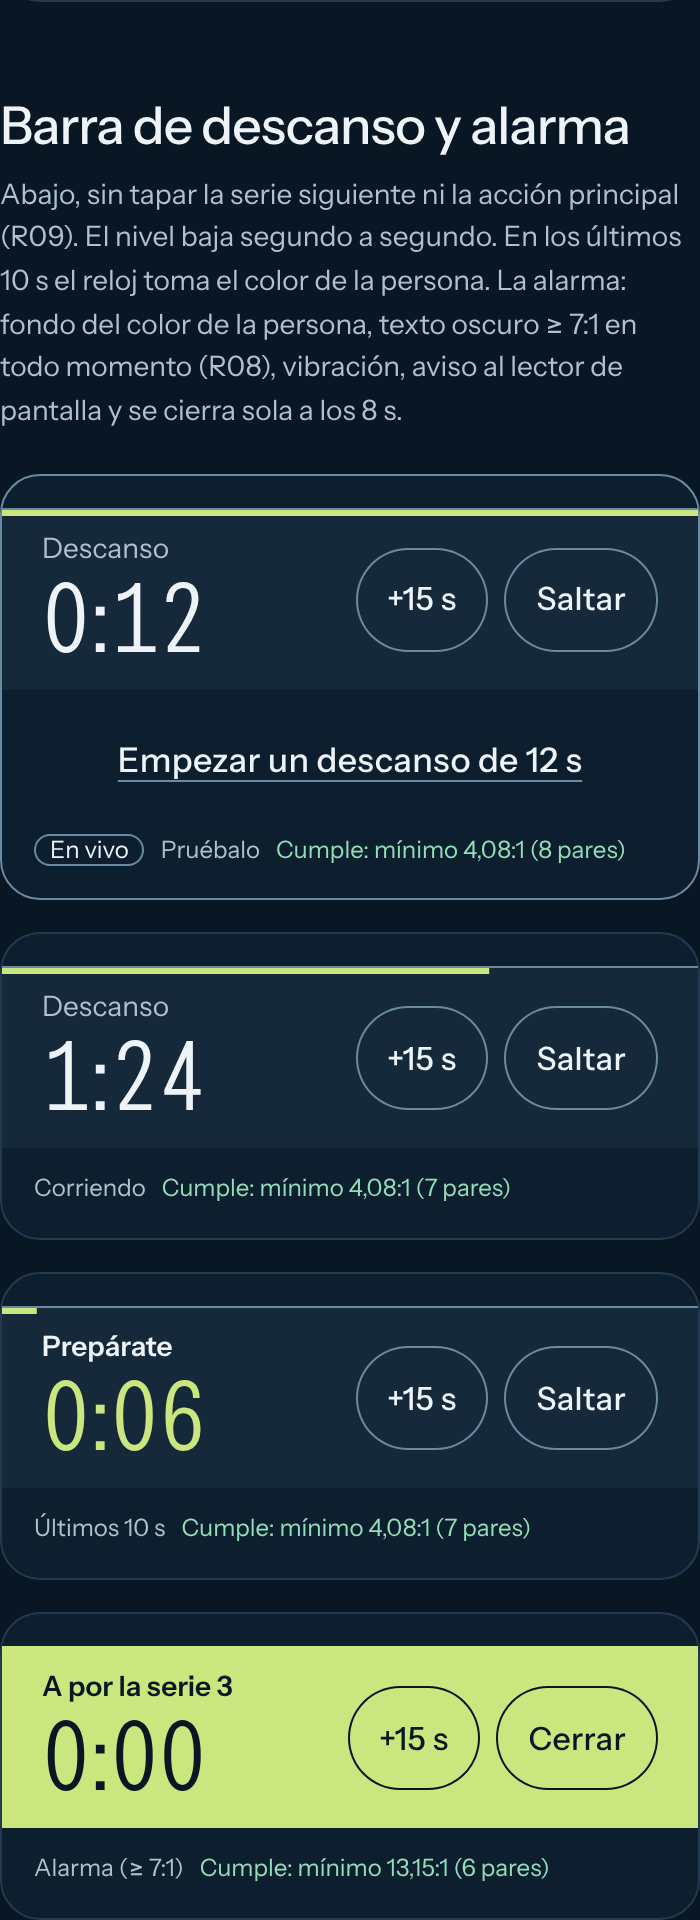 Barra de descanso y alarma
Abajo, sin tapar la serie siguiente ni la acción principal
(R09). El nivel baja segundo a segundo. En los últimos
10 s el reloj toma el color de la persona. La alarma:
fondo del color de la persona, texto oscuro ≥ 7:1 en
todo momento (R08), vibración, aviso al lector de
pantalla y se cierra sola a los 8 s.
Descanso
0:12
+15 s
Saltar
Empezar un descanso de 12 s
En vivo Pruébalo Cumple: mínimo 4,08:1 (8 pares)
Descanso
1:24
+15 s
Saltar
Corriendo Cumple: mínimo 4,08:1 (7 pares)
Prepárate
0:06
+15 s
Saltar
Últimos 10 s Cumple: mínimo 4,08:1 (7 pares)
A por la serie 3
0:00
+15 s
Cerrar
Alarma (≥ 7:1) Cumple: mínimo 13,15:1 (6 pares)